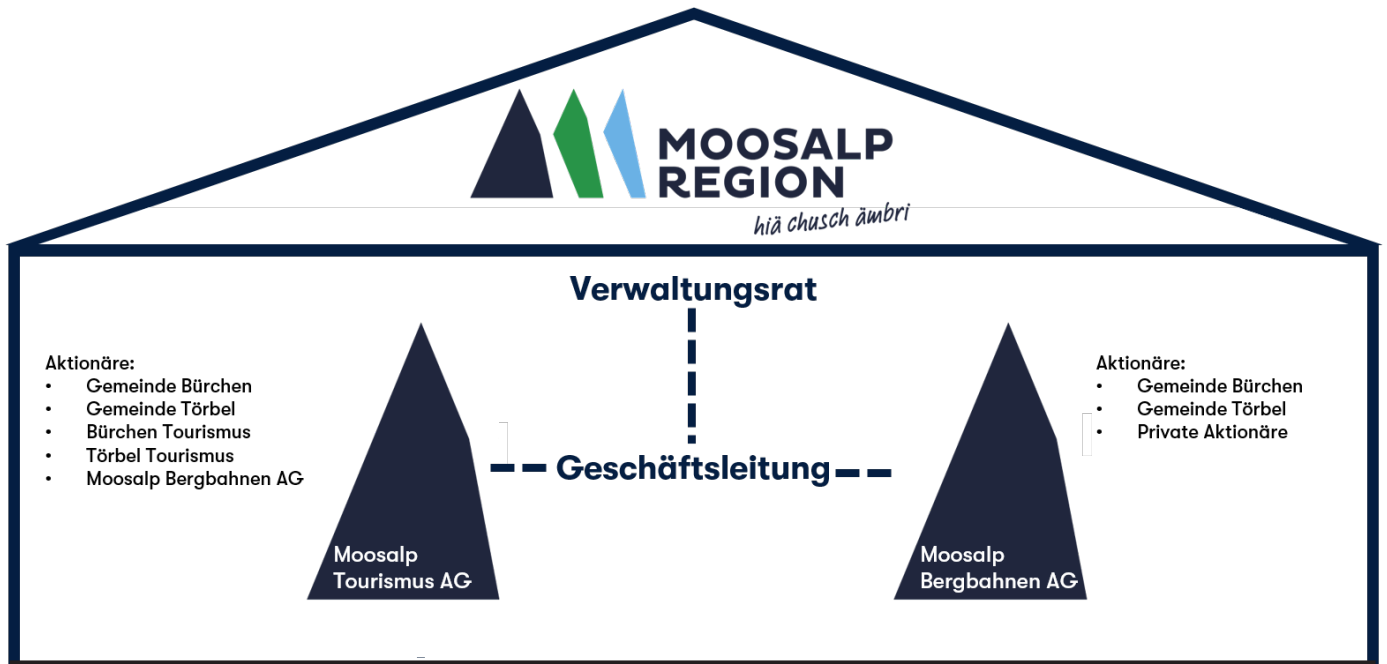 MOOSALP
REGION
hiä chusch ämbri
Verwaltungsrat
Aktionäre:
• Gemeinde Bürchen
• Gemeinde Törbel
• Bürchen Tourismus
• Törbel Tourismus
• Moosalp Bergbahnen AG
Aktionäre:
• Gemeinde Bürchen
• Gemeinde Törbel
• Private Aktionäre
Geschäftsleitung
Moosalp
Tourismus AG
Moosalp
Bergbahnen AG